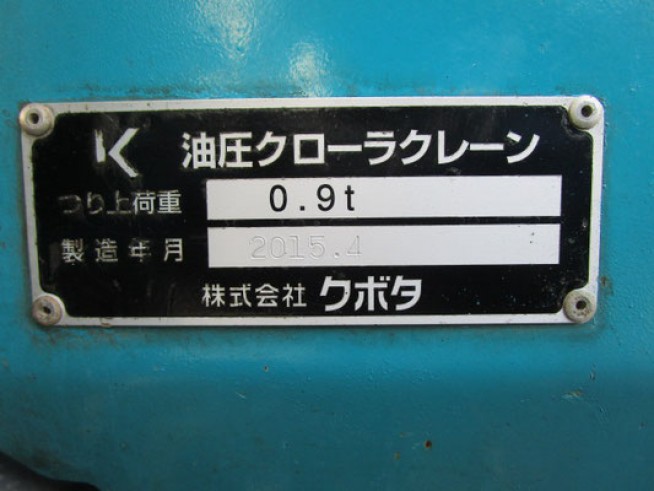 油圧クローラクレーン
つり上荷重 0.9t
製造年月 2015.4
株式会社 クボタ